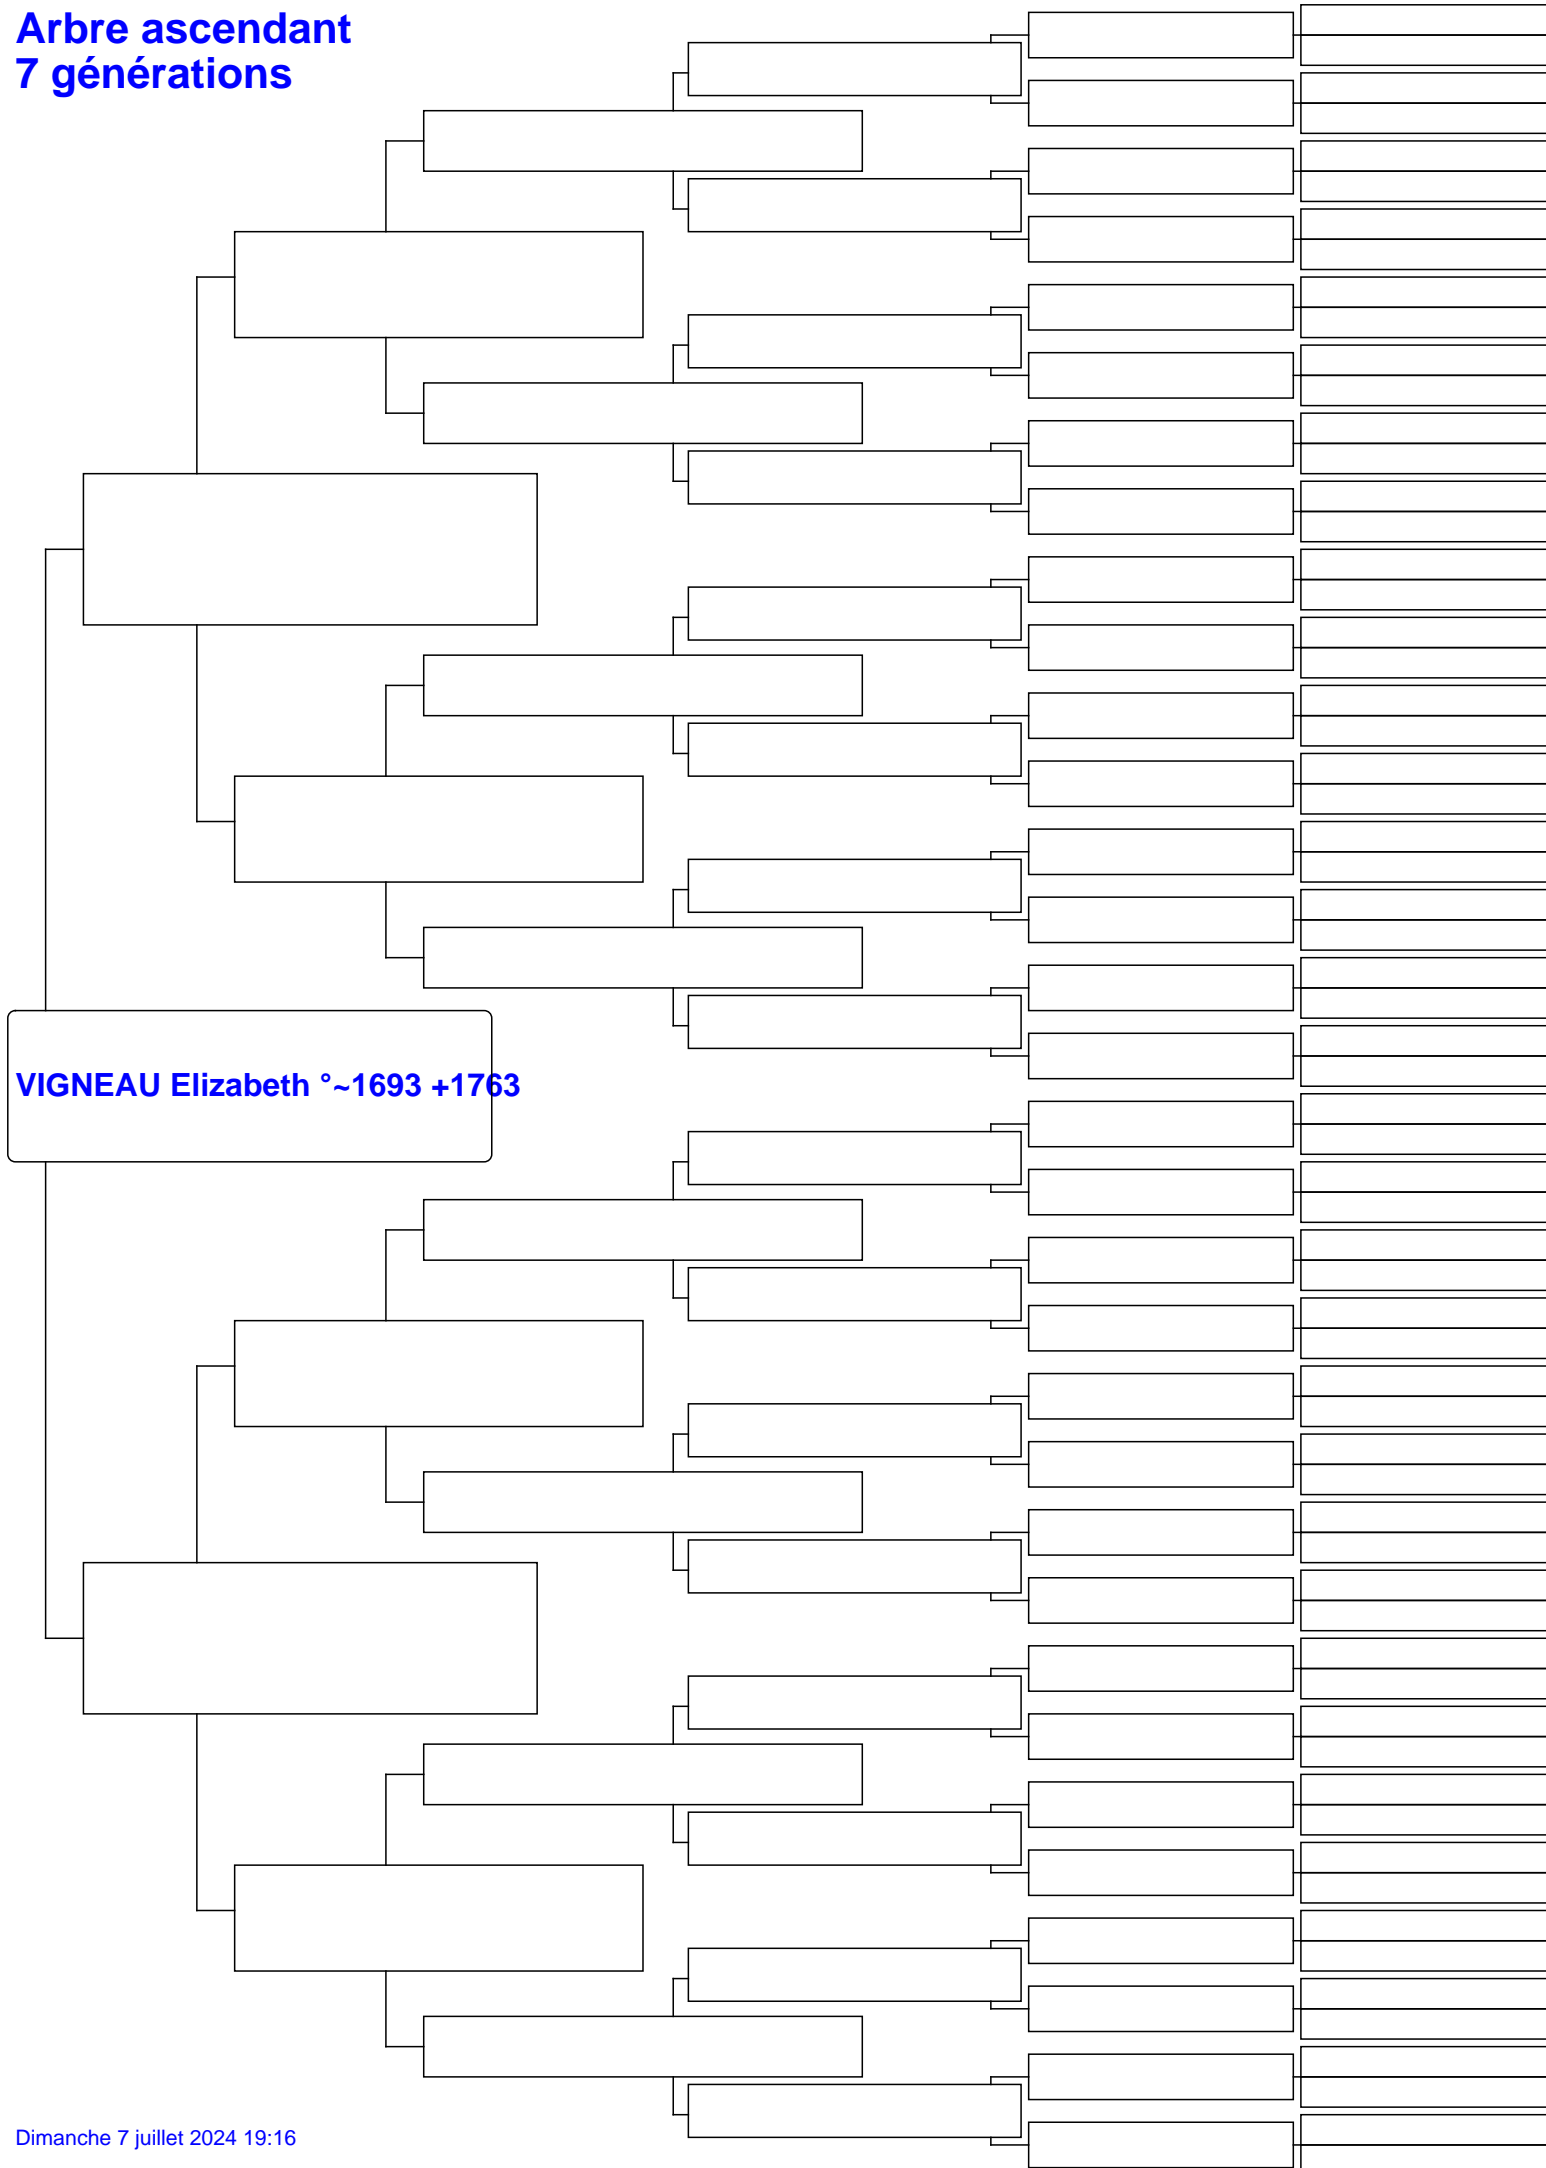 Arbre ascendant
7 générations
VIGNEAU Elizabeth °~1693 +1763
Dimanche 7 juillet 2024 19:16